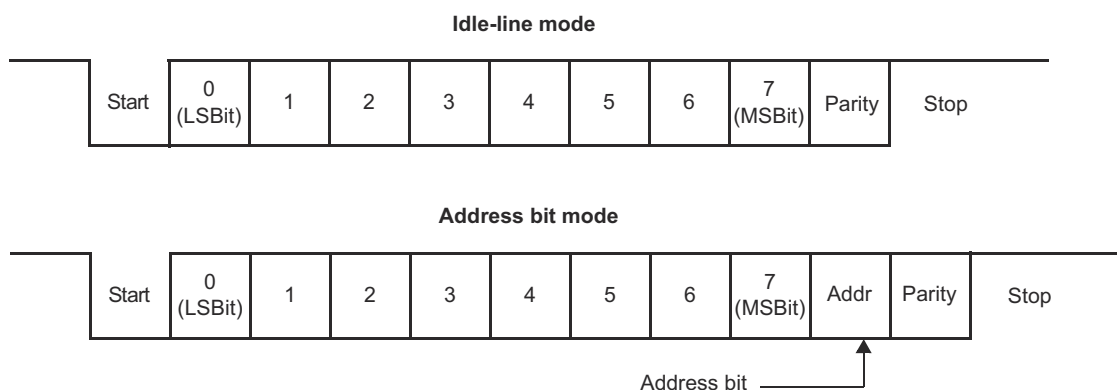 Idle-line mode
Start 0 (LSBit) 1 2 3 4 5 6 7 (MSBit) Parity Stop
Address bit mode
Start 0 (LSBit) 1 2 3 4 5 6 7 (MSBit) Addr Parity Stop
Address bit